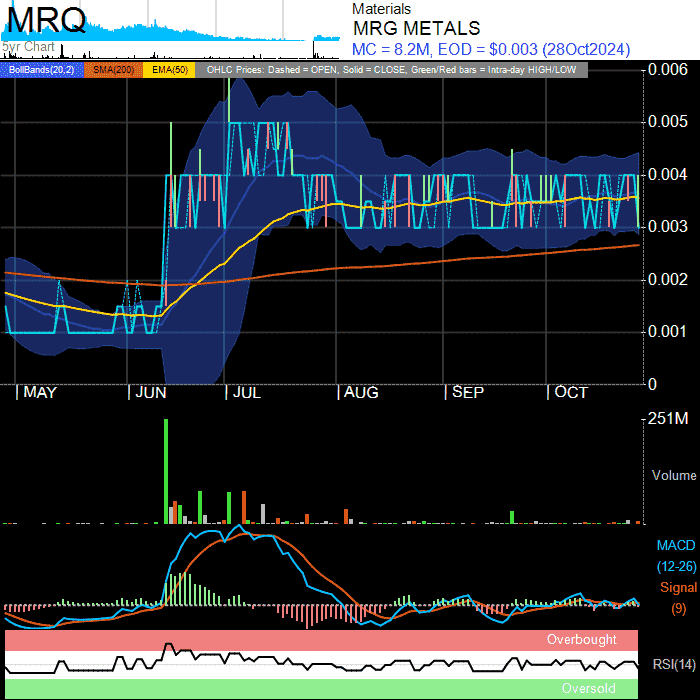 MRQ
5yr Chart
Materials
MRG METALS
MC = 8.2M, EOD = $0.003 (28Oct2024)
BollBands(20,2) SMA(200) EMA(50) OHLC Prices: Dashed = OPEN, Solid = CLOSE, Green/Red bars = Intra-day HIGH/LOW
0.006
0.005
0.004
0.003
0.002
0.001
0
MAY JUN JUL AUG SEP OCT
251M
Volume
MACD
(12-26)
Signal
(9)
Overbought
RSI(14)
Oversold